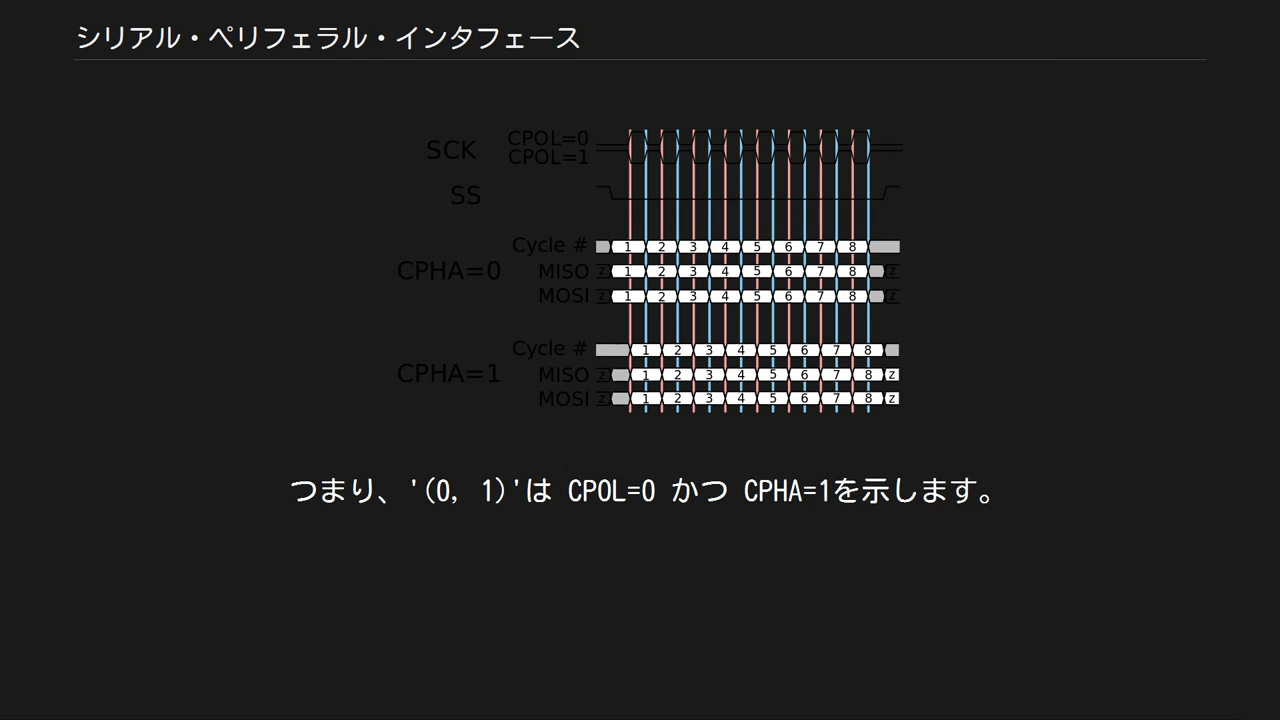 シリアル・ペリフェラル・インタフェース
SCK CPOL=0
CPOL=1
SS
Cycle # 1 2 3 4 5 6 7 8
CPHA=0 MISO z 1 2 3 4 5 6 7 8 z
MOSI z 1 2 3 4 5 6 7 8 z
Cycle # 1 2 3 4 5 6 7 8
CPHA=1 MISO z 1 2 3 4 5 6 7 8 z
MOSI z 1 2 3 4 5 6 7 8 z
つまり、'(0, 1)'は CPOL=0 かつ CPHA=1を示します。